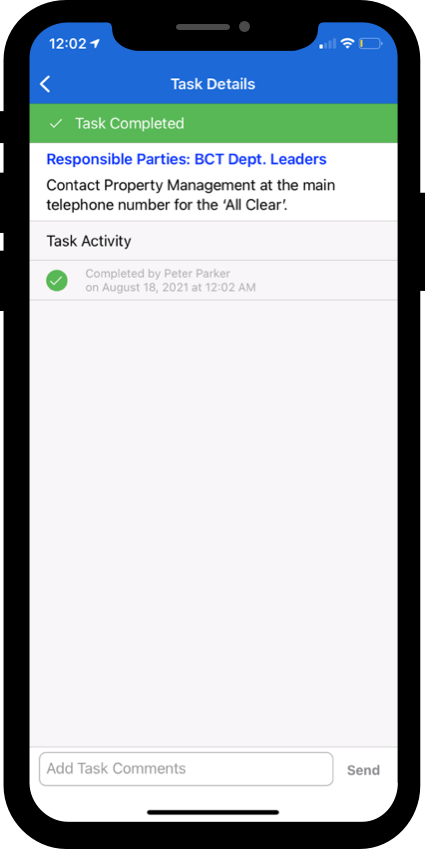 12:02
Task Details
Task Completed
Responsible Parties: BCT Dept. Leaders
Contact Property Management at the main
telephone number for the ‘All Clear’.
Task Activity
Completed by Peter Parker
on August 18, 2021 at 12:02 AM
Add Task Comments
Send